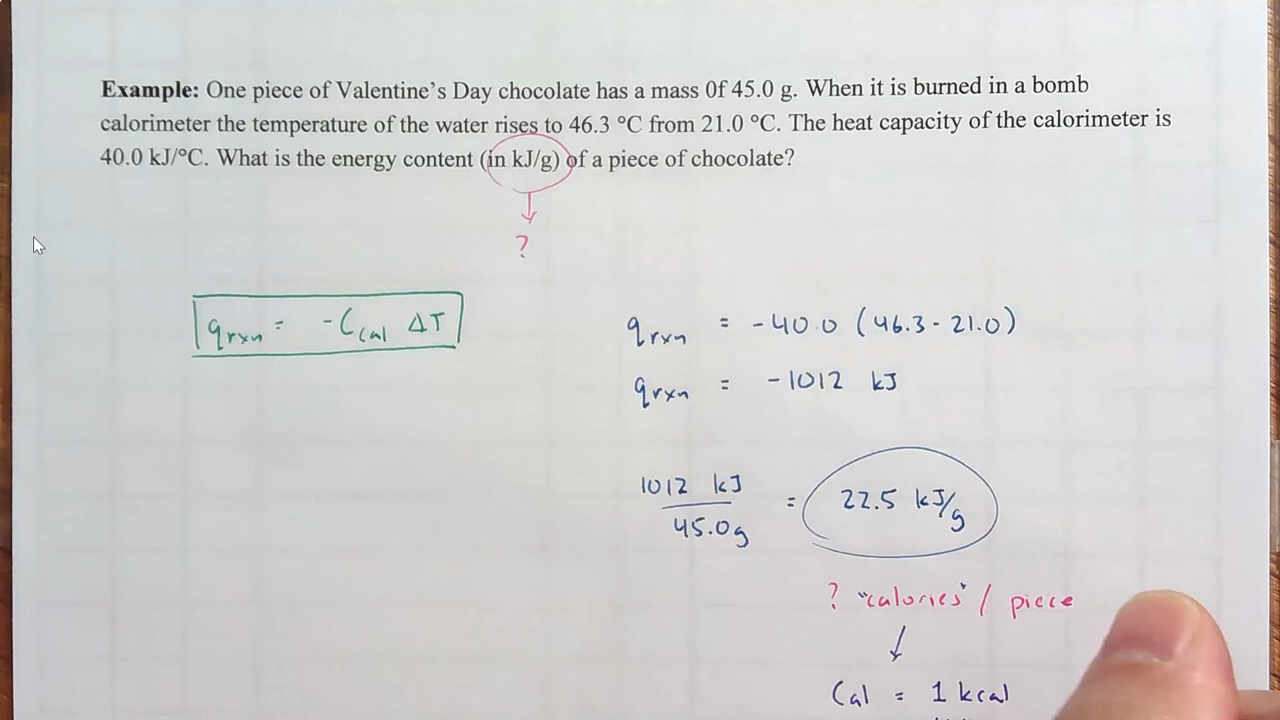 Example: One piece of Valentine's Day chocolate has a mass 0f 45.0 g. When it is burned in a bomb
calorimeter the temperature of the water rises to 46.3 °C from 21.0 °C. The heat capacity of the calorimeter is
40.0 kJ/°C. What is the energy content (in kJ/g) of a piece of chocolate?
?
qrxn = -Ccal ΔT
qrxn = -40.0 (46.3 - 21.0)
qrxn = -1012 kJ
1012 kJ
= 22.5 kJ/g
45.0g
? "calories" / piece
Cal = 1 kcal